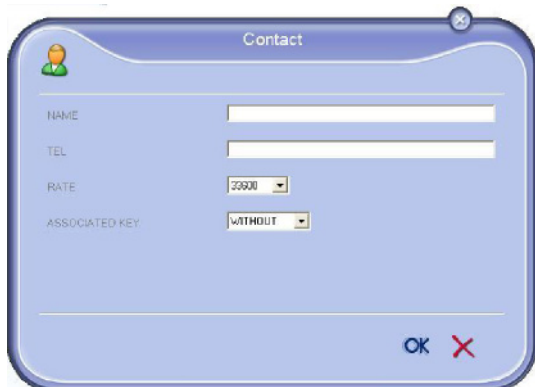 Contact
NAME
TEL
RATE 33600
ASSOCIATED KEY WITHOUT
OK